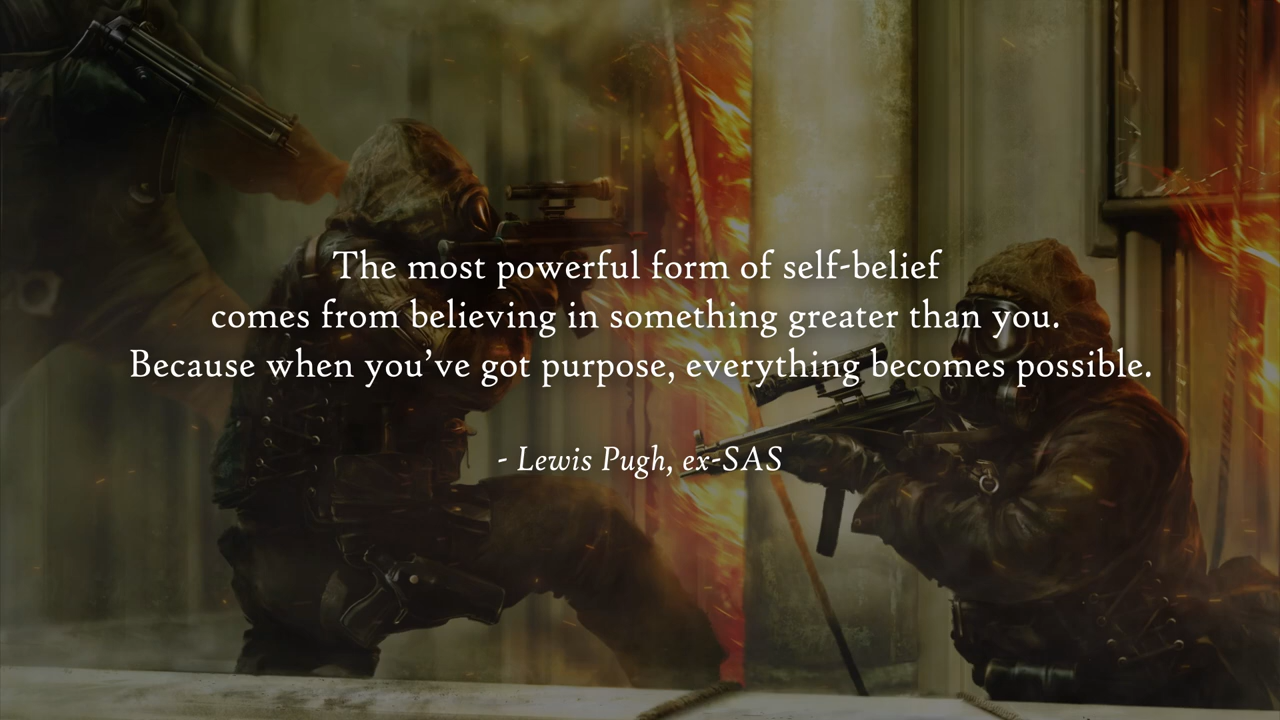 The most powerful form of self-belief
comes from believing in something greater than you.
Because when you’ve got purpose, everything becomes possible.
- Lewis Pugh, ex-SAS